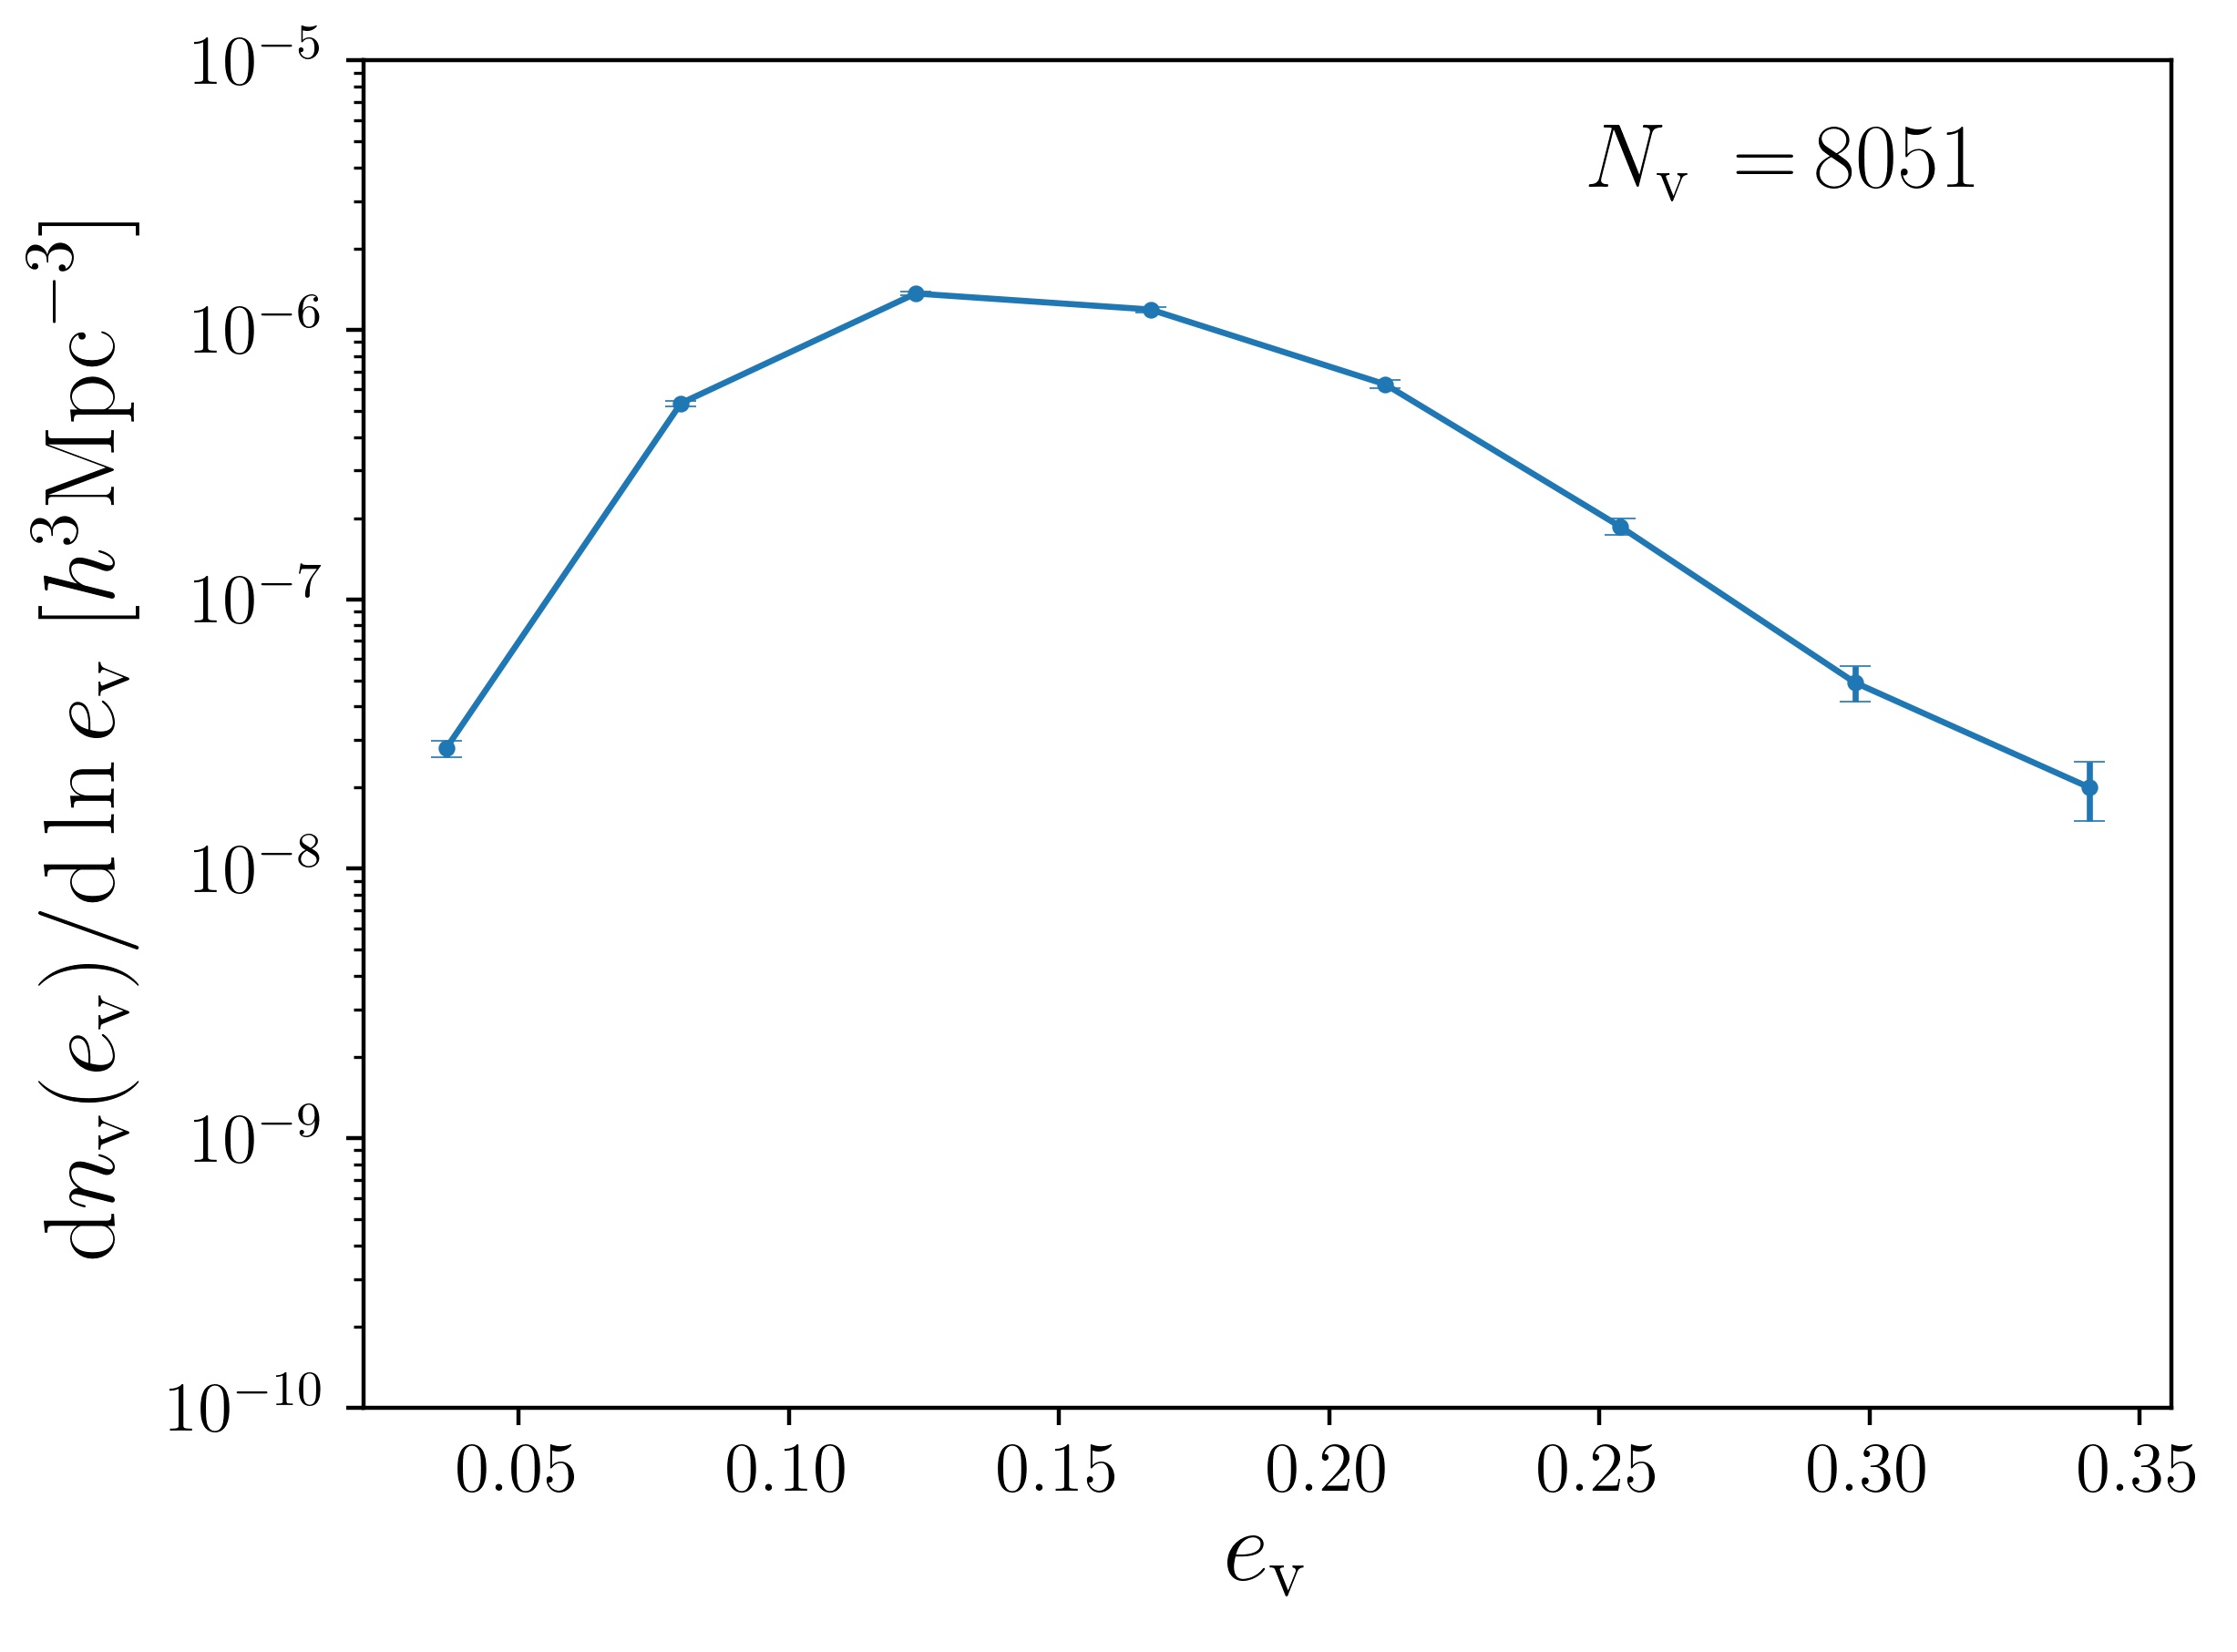 N_v = 8051
dm_v(e_v)/d ln e_v [h^3Mpc^{-3}]
10^{-5}
10^{-6}
10^{-7}
10^{-8}
10^{-9}
10^{-10}
0.05 0.10 0.15 0.20 0.25 0.30 0.35
e_v